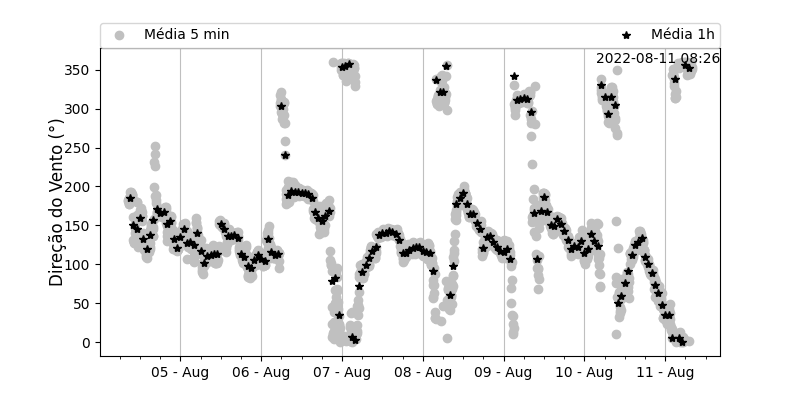 Média 5 min
Média 1h
2022-08-11 08:26
Direção do Vento (°)
350
300
250
200
150
100
50
0
05 - Aug
06 - Aug
07 - Aug
08 - Aug
09 - Aug
10 - Aug
11 - Aug